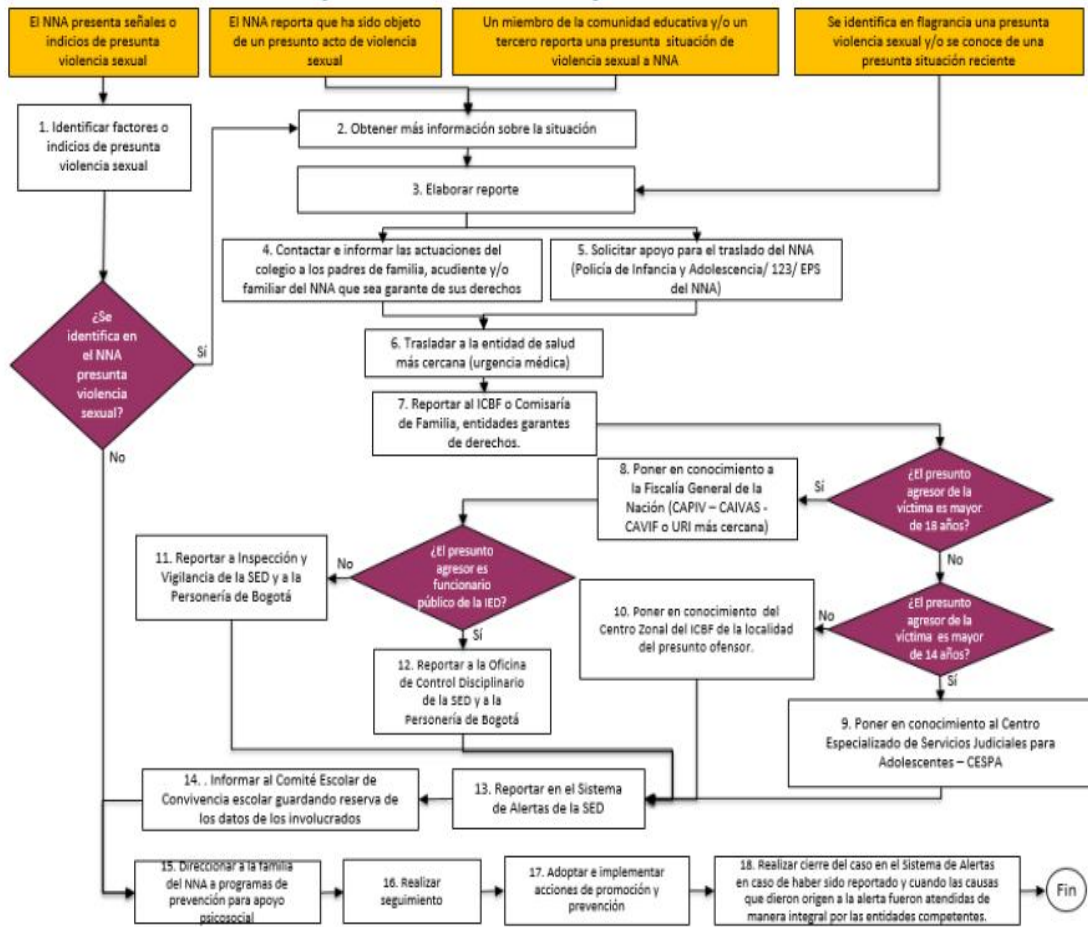 El NNA presenta señales o
indicios de presunta
violencia sexual
El NNA reporta que ha sido objeto
de un presunto acto de violencia
sexual
Un miembro de la comunidad educativa y/o un
tercero reporta una presunta situación de
violencia sexual a NNA
Se identifica en flagrancia una presunta
violencia sexual y/o se conoce de una
presunta situación reciente
1. Identificar factores o
indicios de presunta
violencia sexual
2. Obtener más información sobre la situación
3. Elaborar reporte
4. Contactar e informar las actuaciones del
colegio a los padres de familia, acudiente y/o
familiar del NNA que sea garante de sus derechos
5. Solicitar apoyo para el traslado del NNA
(Policía de Infancia y Adolescencia/ 123/ EPS
del NNA)
¿Se
identifica en
el NNA
presunta
violencia
sexual?
Sí
No
6. Trasladar a la entidad de salud
más cercana (urgencia médica)
7. Reportar al ICBF o Comisaría
de Familia, entidades garantes
de derechos.
8. Poner en conocimiento a
la Fiscalía General de la
Nación (CAPIV – CAIVAS -
CAVIF o URI más cercana)
Sí
¿El presunto
agresor de la
víctima es mayor
de 18 años?
No
11. Reportar a Inspección y
Vigilancia de la SED y a la
Personería de Bogotá
No
¿El presunto
agresor es
funcionario
público de la IED?
Sí
10. Poner en conocimiento del
Centro Zonal del ICBF de la localidad
del presunto ofensor.
No
¿El presunto
agresor de la
víctima es mayor
de 14 años?
Sí
12. Reportar a la Oficina
de Control Disciplinario
de la SED y a la
Personería de Bogotá
9. Poner en conocimiento al Centro
Especializado de Servicios Judiciales para
Adolescentes – CESPA
14. . Informar al Comité Escolar de
Convivencia escolar guardando reserva de
los datos de los involucrados
13. Reportar en el Sistema
de Alertas de la SED
15. Direccionar a la familia
del NNA a programas de
prevención para apoyo
psicosocial
16. Realizar
seguimiento
17. Adoptar e implementar
acciones de promoción y
prevención
18. Realizar cierre del caso en el Sistema de Alertas
en caso de haber sido reportado y cuando las causas
que dieron origen a la alerta fueron atendidas de
manera integral por las entidades competentes.
Fin